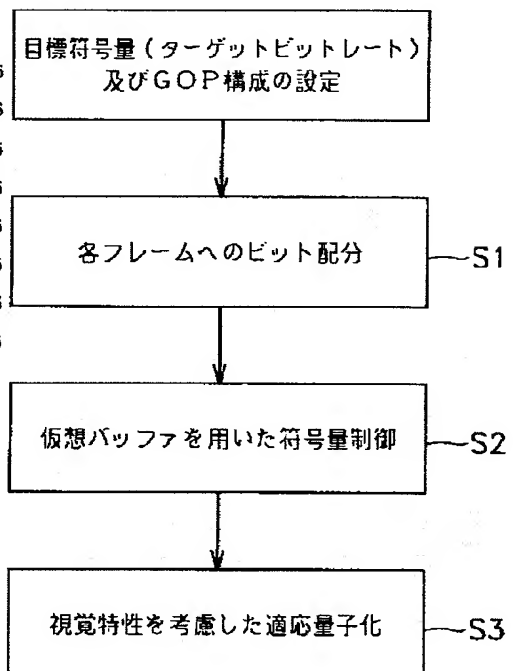 目標符号量(ターゲットビットレート)
及びGOP構成の設定
各フレームへのビット配分
S1
仮想バッファを用いた符号量制御
S2
視覚特性を考慮した適応量子化
S3